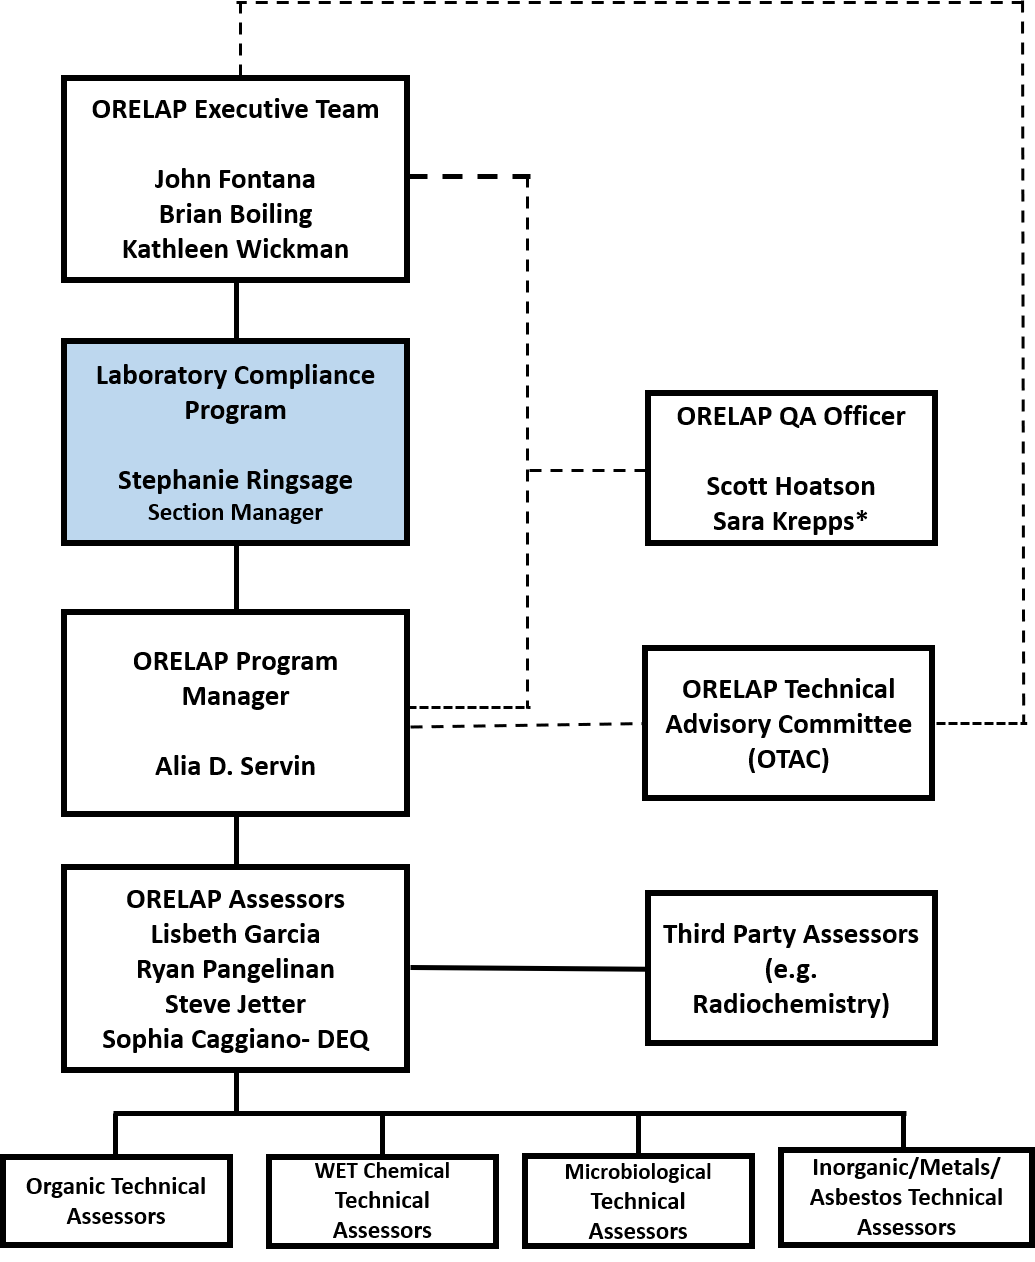 ORELAP Executive Team
John Fontana
Brian Boiling
Kathleen Wickman
Laboratory Compliance
Program
Stephanie Ringsage
Section Manager
ORELAP QA Officer
Scott Hoatson
Sara Krepps*
ORELAP Program
Manager
Alia D. Servin
ORELAP Technical
Advisory Committee
(OTAC)
ORELAP Assessors
Lisbeth Garcia
Ryan Pangelinan
Steve Jetter
Sophia Caggiano- DEQ
Third Party Assessors
(e.g.
Radiochemistry)
Organic Technical
Assessors
WET Chemical
Technical
Assessors
Microbiological
Technical
Assessors
Inorganic/Metals/
Asbestos Technical
Assessors